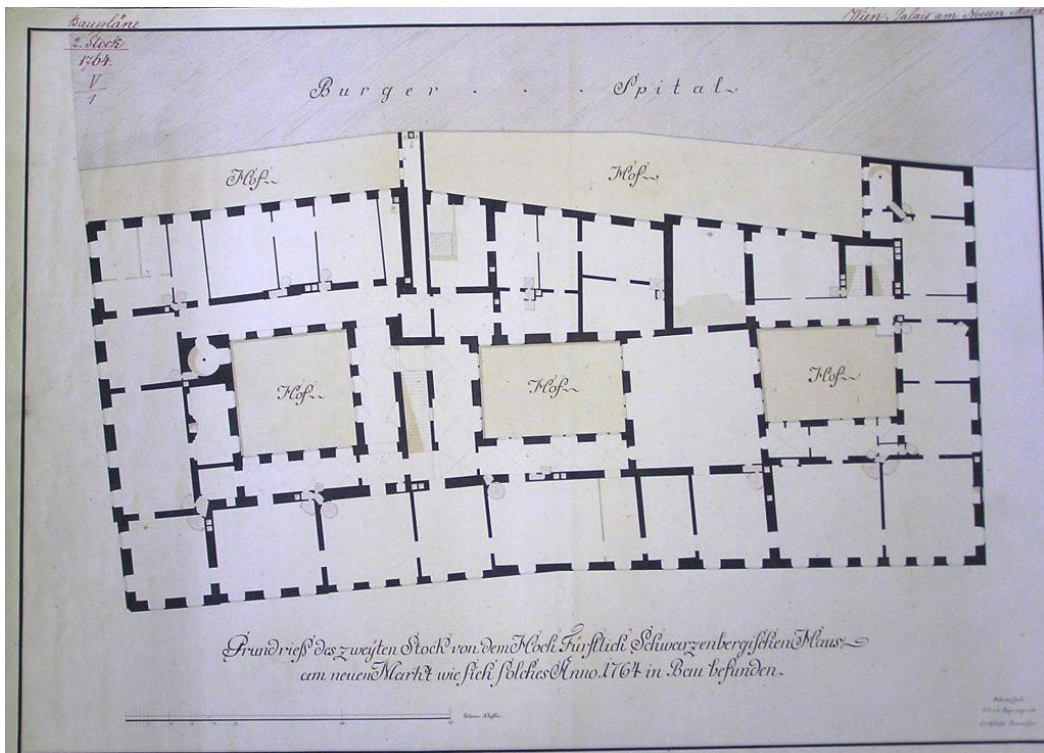 Baupläne
2. Stock
1764.
V
1
Wien. Palais am Neuen Markt
Burger . . . Spital
Hof
Hof
Hof
Hof
Hof
Grundrieß des zweyten Stock von dem Hoch Fürstlich Schwarzenbergischen Haus
am neuen Markt wie sich solches Anno. 1764 in Bau befunden.